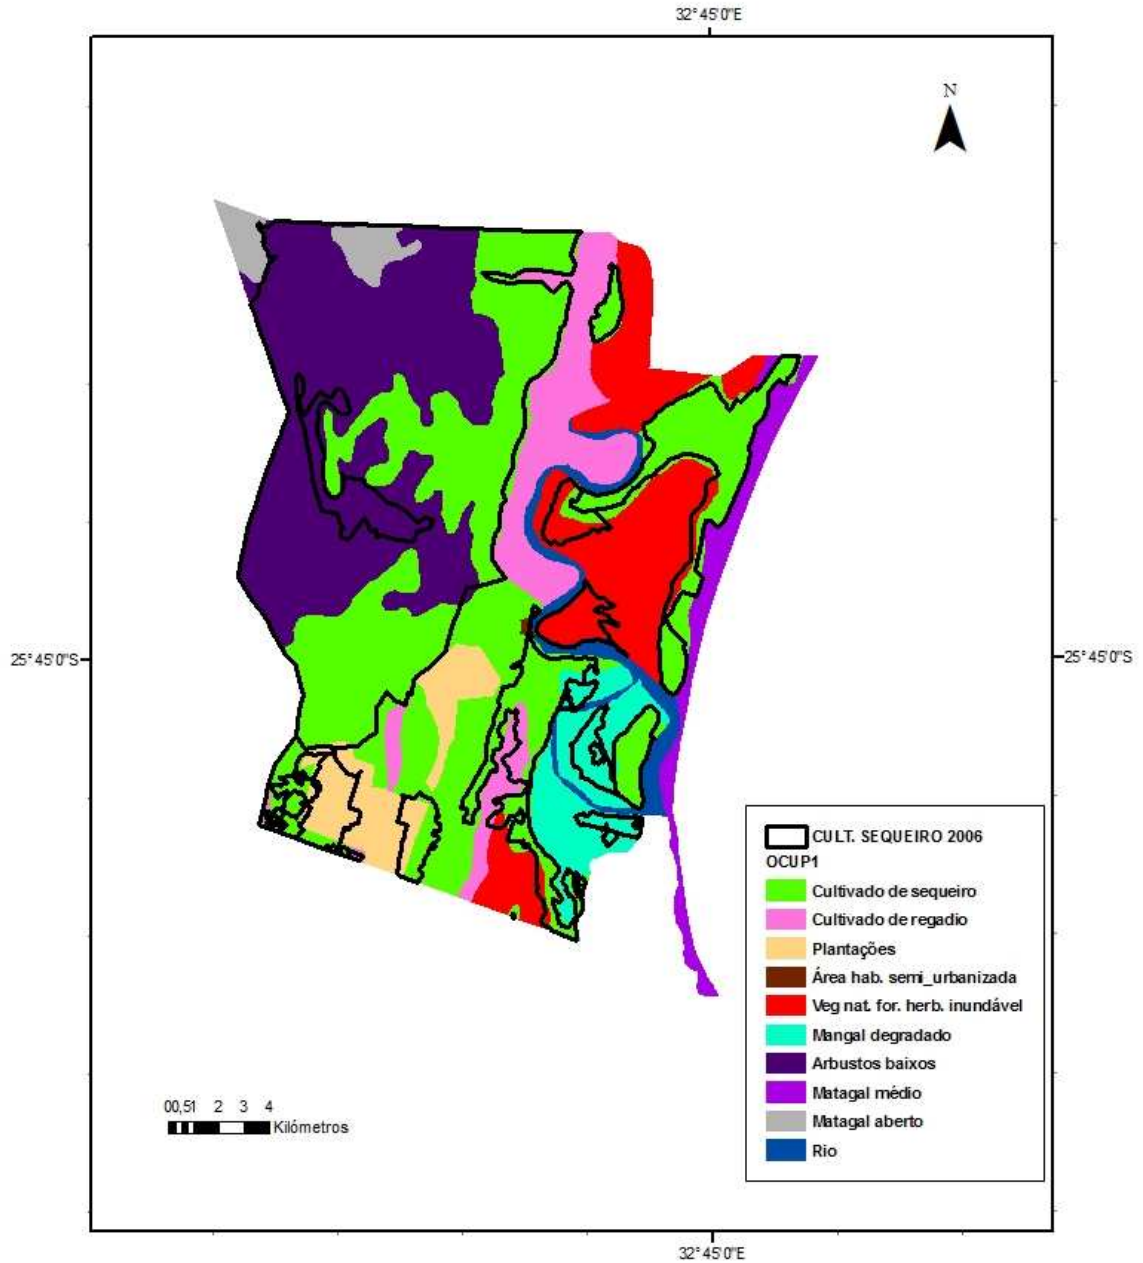 32°45'0"E
N
25°45'0"S
25°45'0"S
CULT. SEQUEIRO 2006
OCUP1
Cultivado de sequeiro
Cultivado de regadio
Plantações
Área hab. semi_urbanizada
Veg nat. for. herb. inundável
Mangal degradado
Arbustos baixos
Matagal médio
Matagal aberto
Rio
00,51 2 3 4
Kilómetros
32°45'0"E